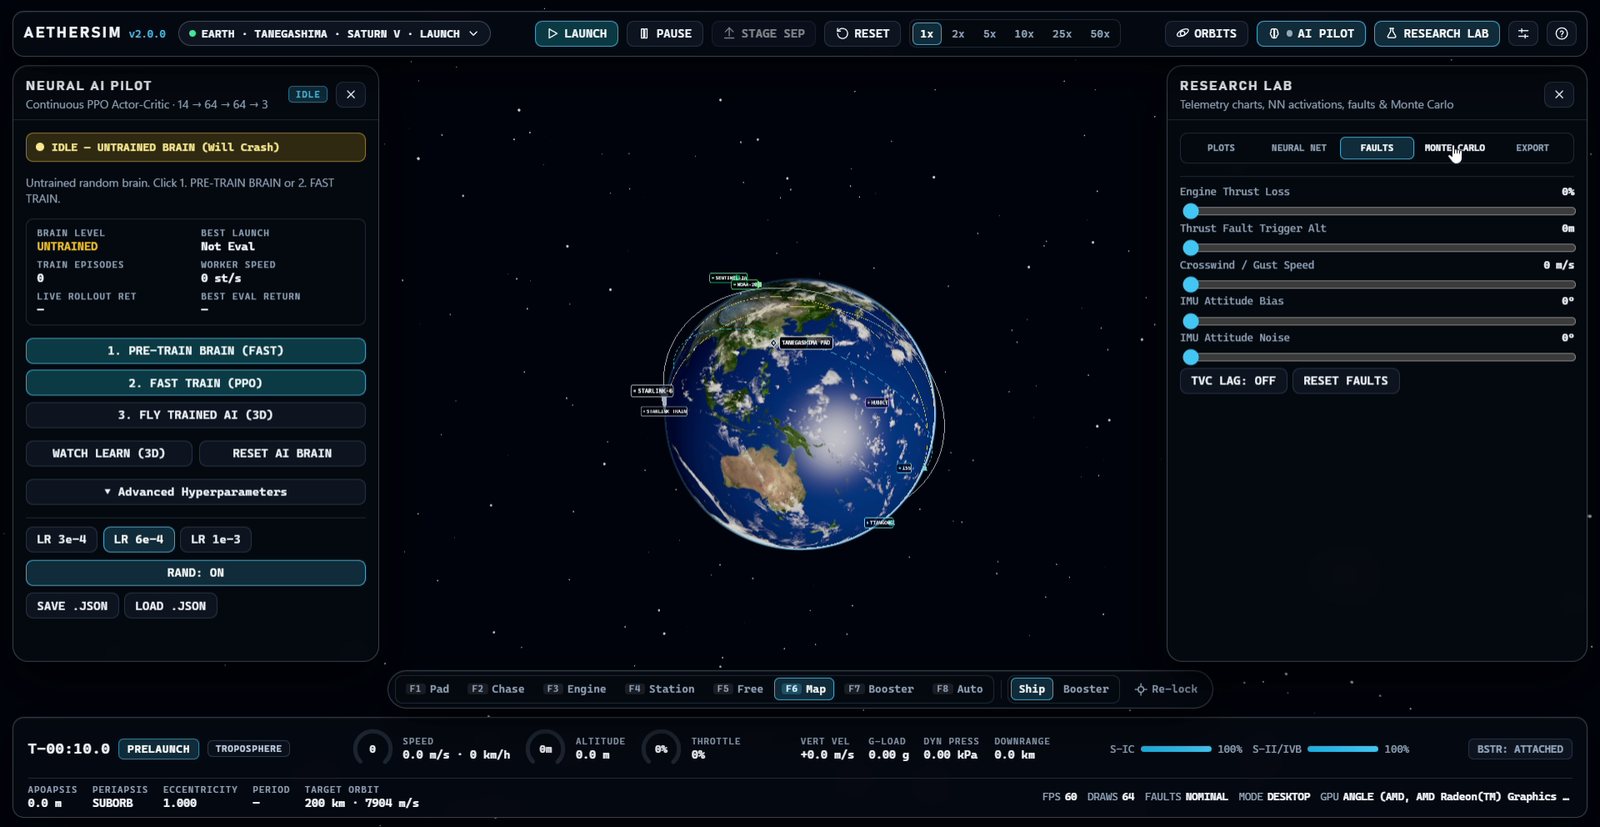 AETHERSIM v2.0.0
EARTH · TANEGASHIMA · SATURN V · LAUNCH
LAUNCH
PAUSE
STAGE SEP
RESET
1x 2x 5x 10x 25x 50x
ORBITS
AI PILOT
RESEARCH LAB
NEURAL AI PILOT
Continuous PPO Actor-Critic · 14 → 64 → 64 → 3
IDLE
IDLE — UNTRAINED BRAIN (Will Crash)
Untrained random brain. Click 1. PRE-TRAIN BRAIN or 2. FAST
TRAIN.
BRAIN LEVEL BEST LAUNCH
UNTRAINED Not Eval
TRAIN EPISODES WORKER SPEED
0 0 st/s
LIVE ROLLOUT RET BEST EVAL RETURN
— —
1. PRE-TRAIN BRAIN (FAST)
2. FAST TRAIN (PPO)
3. FLY TRAINED AI (3D)
WATCH LEARN (3D) RESET AI BRAIN
▾ Advanced Hyperparameters
LR 3e-4 LR 6e-4 LR 1e-3
RAND: ON
SAVE .JSON LOAD .JSON
TANEGASHIMA PAD
STARLINK-6
STARLINK TRAIN
HUBBLE
ISS
RESEARCH LAB
Telemetry charts, NN activations, faults & Monte Carlo
PLOTS NEURAL NET FAULTS MONTE CARLO EXPORT
Engine Thrust Loss 0%
Thrust Fault Trigger Alt 0m
Crosswind / Gust Speed 0 m/s
IMU Attitude Bias 0°
IMU Attitude Noise 0°
TVC LAG: OFF RESET FAULTS
F1 Pad F2 Chase F3 Engine F4 Station F5 Free F6 Map F7 Booster F8 Auto Ship Booster Re-lock
T-00:10.0 PRELAUNCH TROPOSPHERE
0 SPEED
0.0 m/s · 0 km/h
0m ALTITUDE
0.0 m
0% THROTTLE
0%
VERT VEL G-LOAD DYN PRESS DOWNRANGE
+0.0 m/s 0.00 g 0.00 kPa 0.0 km
S-IC 100% S-II/IVB 100%
BSTR: ATTACHED
APOAPSIS PERIAPSIS ECCENTRICITY PERIOD TARGET ORBIT
0.0 m SUBORB 1.000 — 200 km · 7904 m/s
FPS 60 DRAWS 64 FAULTS NOMINAL MODE DESKTOP GPU ANGLE (AMD, AMD Radeon(TM) Graphics …